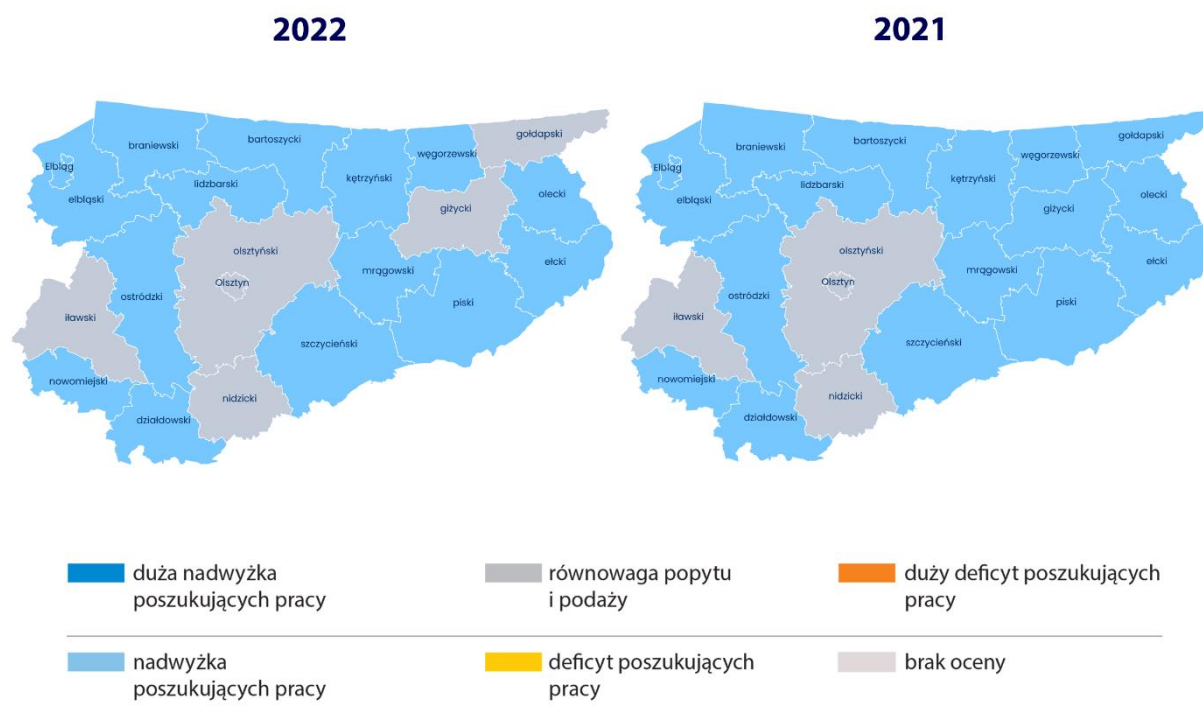 2022
2021
gołdapski
braniewski
bartoszycki
węgorzewski
Elbląg
kętrzyński
lidzbarski
olecki
elbląski
giżycki
olsztyński
ełcki
mrągowski
Olsztyn
ostródzki
piski
iławski
szczycieński
nowomiejski
nidzicki
działdowski
gołdapski
braniewski
bartoszycki
węgorzewski
Elbląg
kętrzyński
lidzbarski
olecki
elbląski
giżycki
olsztyński
ełcki
mrągowski
Olsztyn
ostródzki
piski
iławski
szczycieński
nowomiejski
nidzicki
działdowski
duża nadwyżka
poszukujących pracy
równowaga popytu
i podaży
duży deficyt poszukujących
pracy
nadwyżka
poszukujących pracy
deficyt poszukujących
pracy
brak oceny